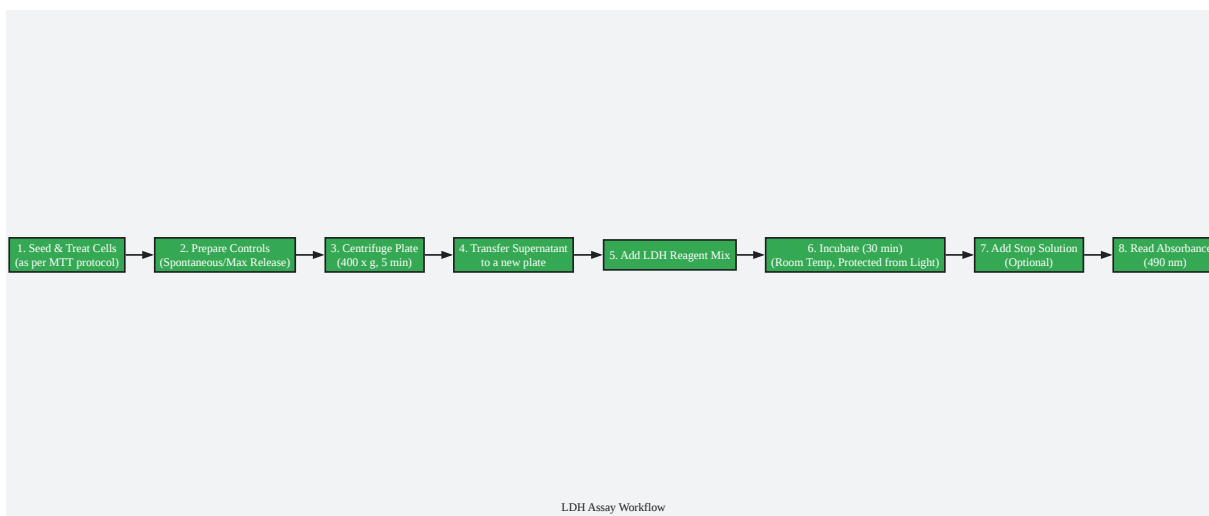 1. Seed & Treat Cells
(as per MTT protocol)
2. Prepare Controls
(Spontaneous/Max Release)
3. Centrifuge Plate
(400 x g, 5 min)
4. Transfer Supernatant
to a new plate
5. Add LDH Reagent Mix
6. Incubate (30 min)
(Room Temp, Protected from Light)
7. Add Stop Solution
(Optional)
8. Read Absorbance
(490 nm)
LDH Assay Workflow